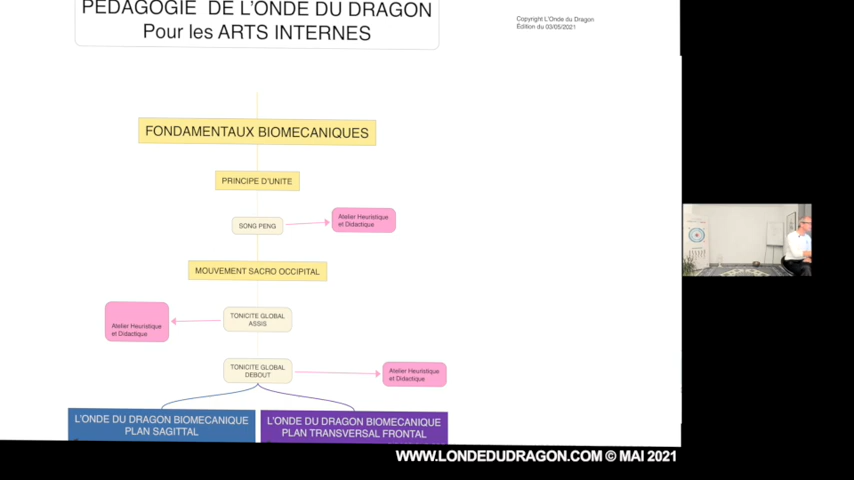 PEDAGOGIE DE L'ONDE DU DRAGON
Pour les ARTS INTERNES
Copyright L'Onde du Dragon
Édition du 03/05/2021
FONDAMENTAUX BIOMECANIQUES
PRINCIPE D'UNITE
SONG PENG
Atelier Heuristique
et Didactique
MOUVEMENT SACRO OCCIPITAL
TONICITE GLOBAL
ASSIS
Atelier Heuristique
et Didactique
TONICITE GLOBAL
DEBOUT
Atelier Heuristique
et Didactique
L'ONDE DU DRAGON BIOMECANIQUE
PLAN SAGITTAL
L'ONDE DU DRAGON BIOMECANIQUE
PLAN TRANSVERSAL FRONTAL
WWW.LONDEDUDRAGON.COM © MAI 2021